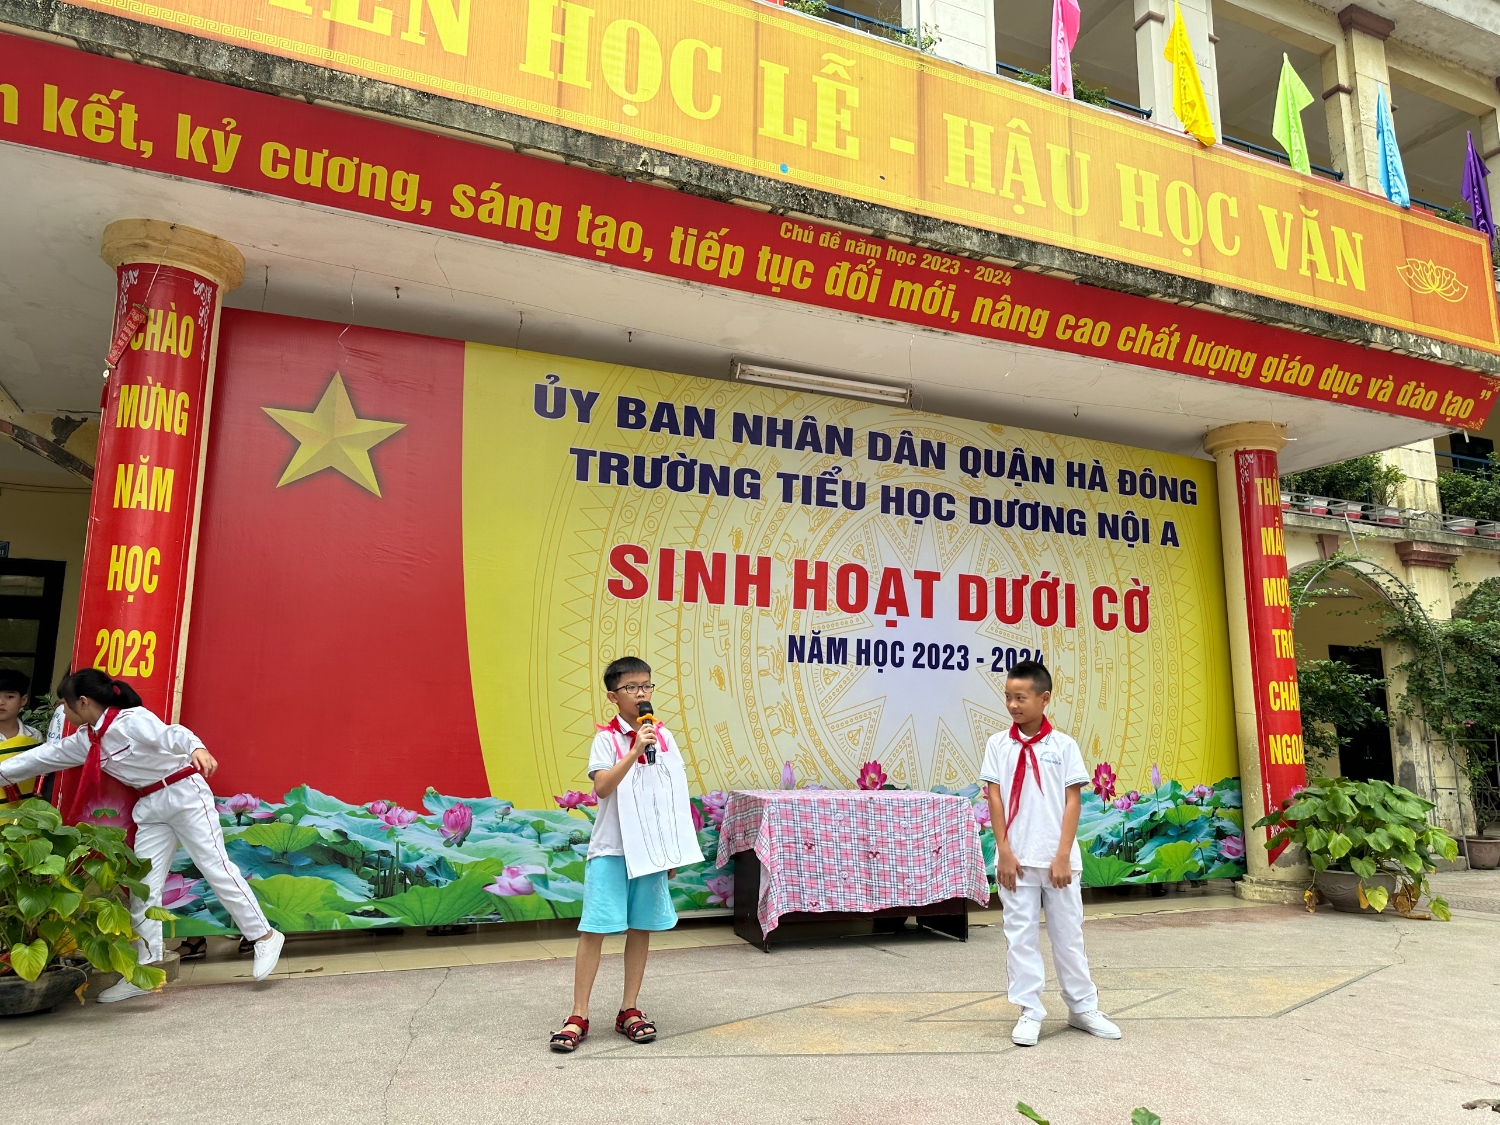 HỌC LỄ - HẬU HỌC VĂN
Chủ đề năm học 2023 - 2024
kết, kỷ cương, sáng tạo, tiếp tục đổi mới, nâng cao chất lượng giáo dục và đào tạo”
CHÀO
MỪNG
NĂM
HỌC
2023
ỦY BAN NHÂN DÂN QUẬN HÀ ĐÔNG
TRƯỜNG TIỂU HỌC DƯƠNG NỘI A
SINH HOẠT DƯỚI CỜ
NĂM HỌC 2023 - 2024
NGOA